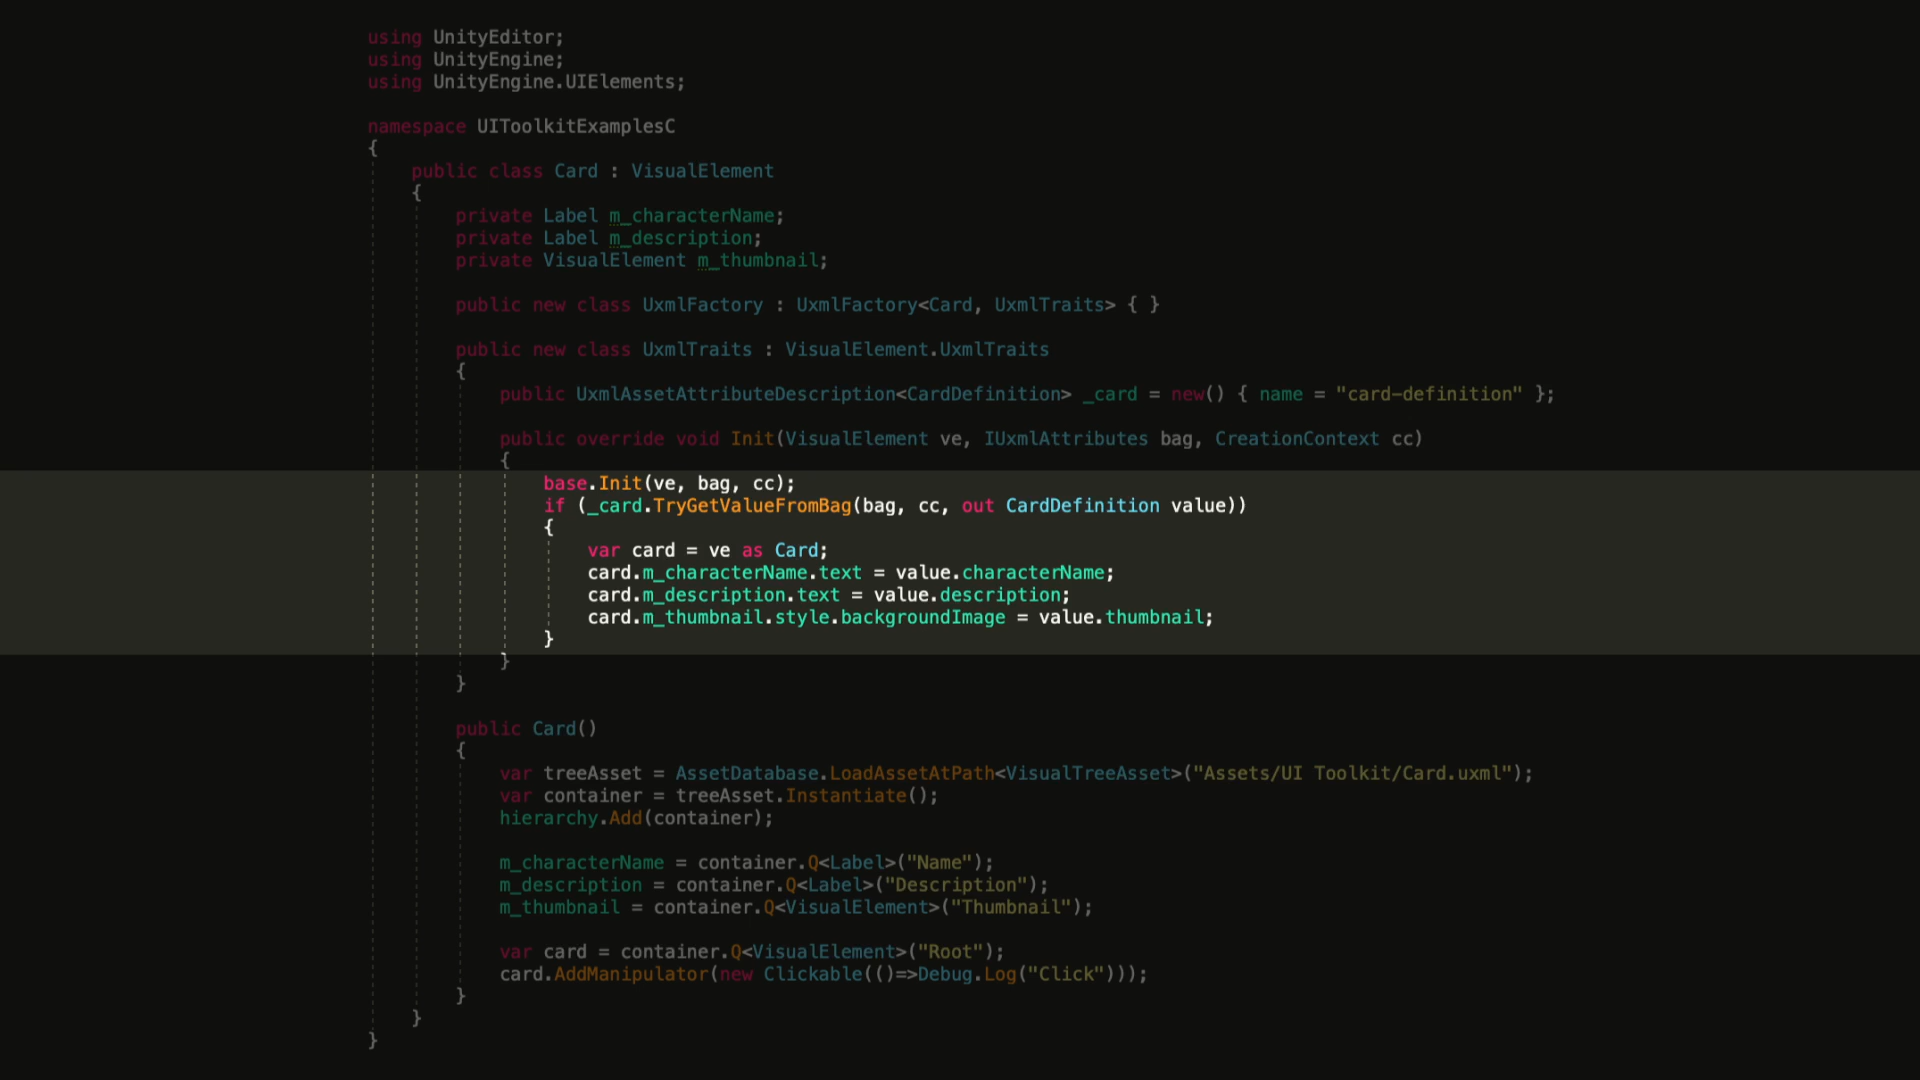 using UnityEditor;
using UnityEngine;
using UnityEngine.UIElements;

namespace UIToolkitExamplesC
{
    public class Card : VisualElement
    {
        private Label m_characterName;
        private Label m_description;
        private VisualElement m_thumbnail;

        public new class UxmlFactory : UxmlFactory<Card, UxmlTraits> { }

        public new class UxmlTraits : VisualElement.UxmlTraits
        {
            public UxmlAssetAttributeDescription<CardDefinition> _card = new() { name = "card-definition" };

            public override void Init(VisualElement ve, IUxmlAttributes bag, CreationContext cc)
            {
                base.Init(ve, bag, cc);
                if (_card.TryGetValueFromBag(bag, cc, out CardDefinition value))
                {
                    var card = ve as Card;
                    card.m_characterName.text = value.characterName;
                    card.m_description.text = value.description;
                    card.m_thumbnail.style.backgroundImage = value.thumbnail;
                }
            }
        }

        public Card()
        {
            var treeAsset = AssetDatabase.LoadAssetAtPath<VisualTreeAsset>("Assets/UI Toolkit/Card.uxml");
            var container = treeAsset.Instantiate();
            hierarchy.Add(container);

            m_characterName = container.Q<Label>("Name");
            m_description = container.Q<Label>("Description");
            m_thumbnail = container.Q<VisualElement>("Thumbnail");

            var card = container.Q<VisualElement>("Root");
            card.AddManipulator(new Clickable(()=>Debug.Log("Click")));
        }
    }
}